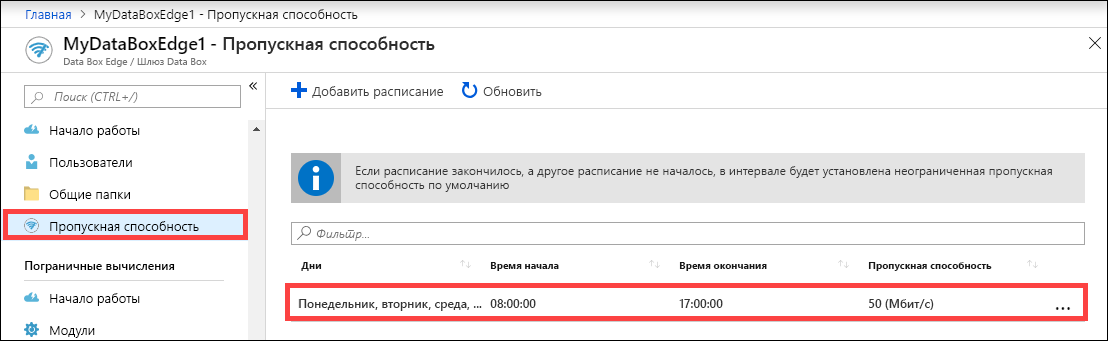 Главная > MyDataBoxEdge1 - Пропускная способность
MyDataBoxEdge1 - Пропускная способность
Data Box Edge / Шлюз Data Box
Поиск (CTRL+/)
Начало работы
Пользователи
Общие папки
Пропускная способность
Пограничные вычисления
Начало работы
Модули
Добавить расписание Обновить
Если расписание закончилось, а другое расписание не началось, в интервале будет установлена неограниченная пропускная
способность по умолчанию
Фильтр...
Дни Время начала Время окончания Пропускная способность
Понедельник, вторник, среда, ... 08:00:00 17:00:00 50 (Мбит/с) ...